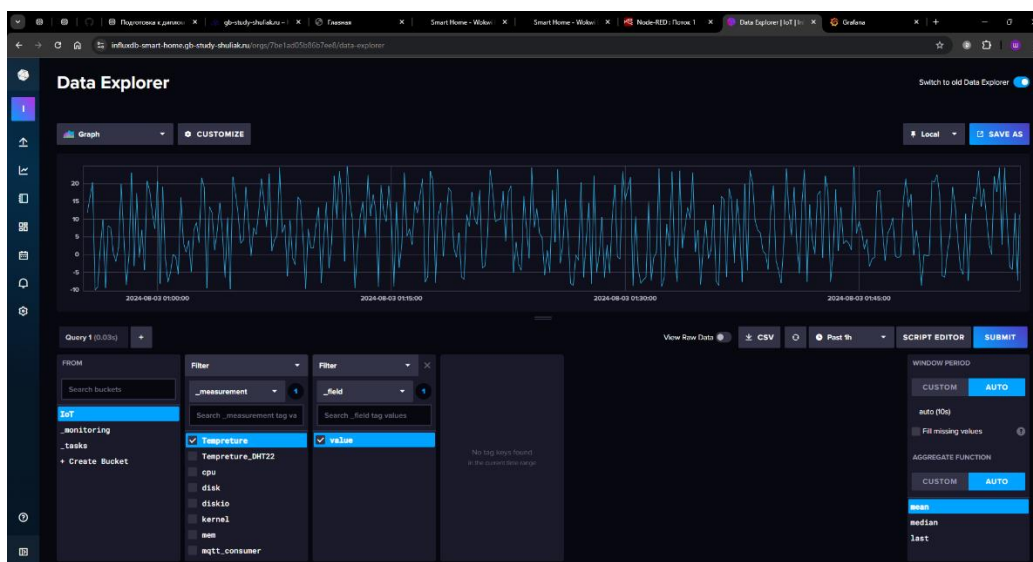 Подготовка к диплом
gb-study-shuliak.ru –
Главная
Smart Home - Wokwi
Smart Home - Wokwi
Node-RED : Поток 1
Data Explorer | IoT | In
Grafana
influxdb-smart-home.gb-study-shuliak.ru/orgs/7be1ad05b86b7ee6/data-explorer
Data Explorer
Switch to old Data Explorer
I
Graph
CUSTOMIZE
Local
SAVE AS
20
15
10
5
0
-5
-10
2024-08-03 01:00:00
2024-08-03 01:15:00
2024-08-03 01:30:00
2024-08-03 01:45:00
Query 1 (0.03s)
+
View Raw Data
CSV
Past 1h
SCRIPT EDITOR
SUBMIT
FROM
Search buckets
IoT
_monitoring
_tasks
+ Create Bucket
Filter
_measurement
1
Search _measurement tag va
Tempreture
Tempreture_DHT22
cpu
disk
diskio
kernel
mem
mqtt_consumer
Filter
_field
1
Search _field tag values
value
No tag keys found
in the current time range
WINDOW PERIOD
CUSTOM
AUTO
auto (10s)
Fill missing values
AGGREGATE FUNCTION
CUSTOM
AUTO
mean
median
last